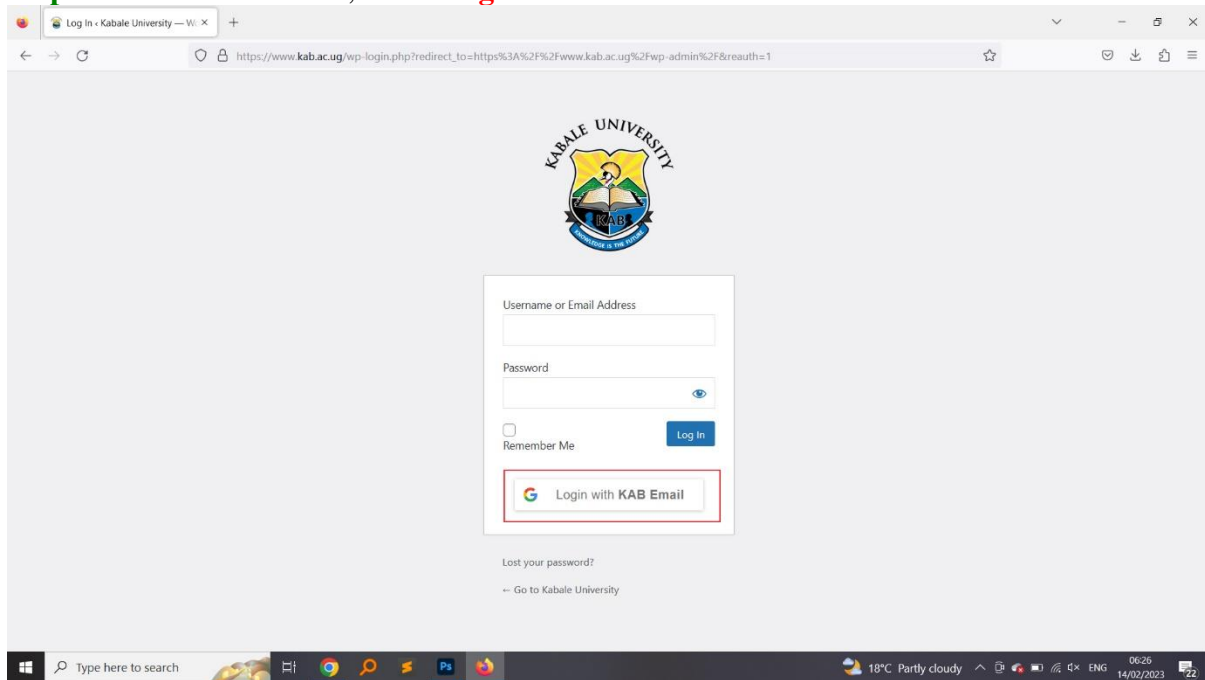 Log In ‹ Kabale University — W
https://www.kab.ac.ug/wp-login.php?redirect_to=https%3A%2F%2Fwww.kab.ac.ug%2Fwp-admin%2F&reauth=1
KABALE UNIVERSITY
KAB
KNOWLEDGE IS THE FUTURE
Username or Email Address
Password
Remember Me
Log In
G Login with KAB Email
Lost your password?
← Go to Kabale University
Type here to search
Ps
18°C Partly cloudy
ENG
06:26
14/02/2023
22